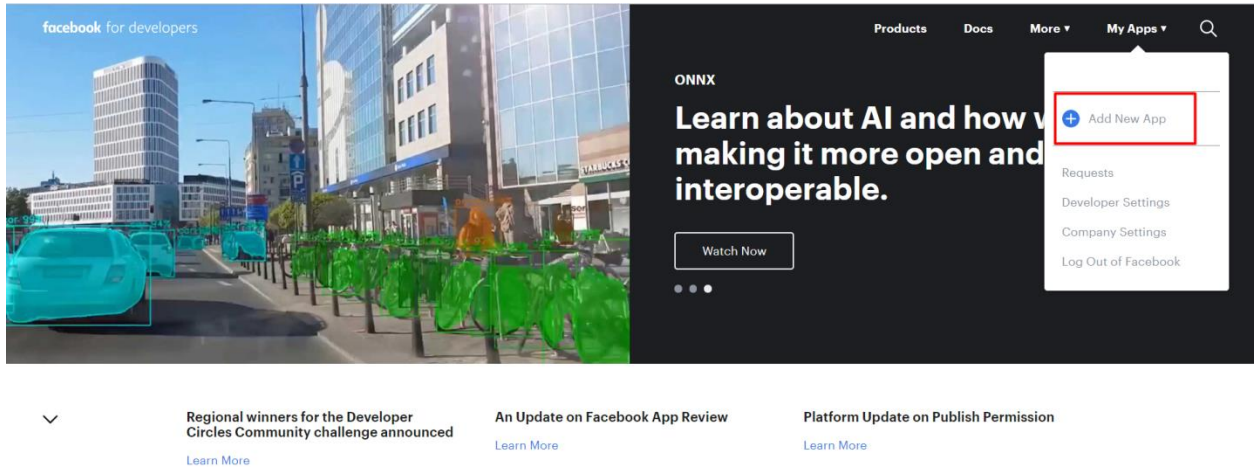 facebook for developers
Products Docs More ▾ My Apps ▾
ONNX
Learn about AI and how w
making it more open and
interoperable.
Watch Now
Add New App
Requests
Developer Settings
Company Settings
Log Out of Facebook
STARBUCKS
P
Regional winners for the Developer
Circles Community challenge announced
Learn More
An Update on Facebook App Review
Learn More
Platform Update on Publish Permission
Learn More